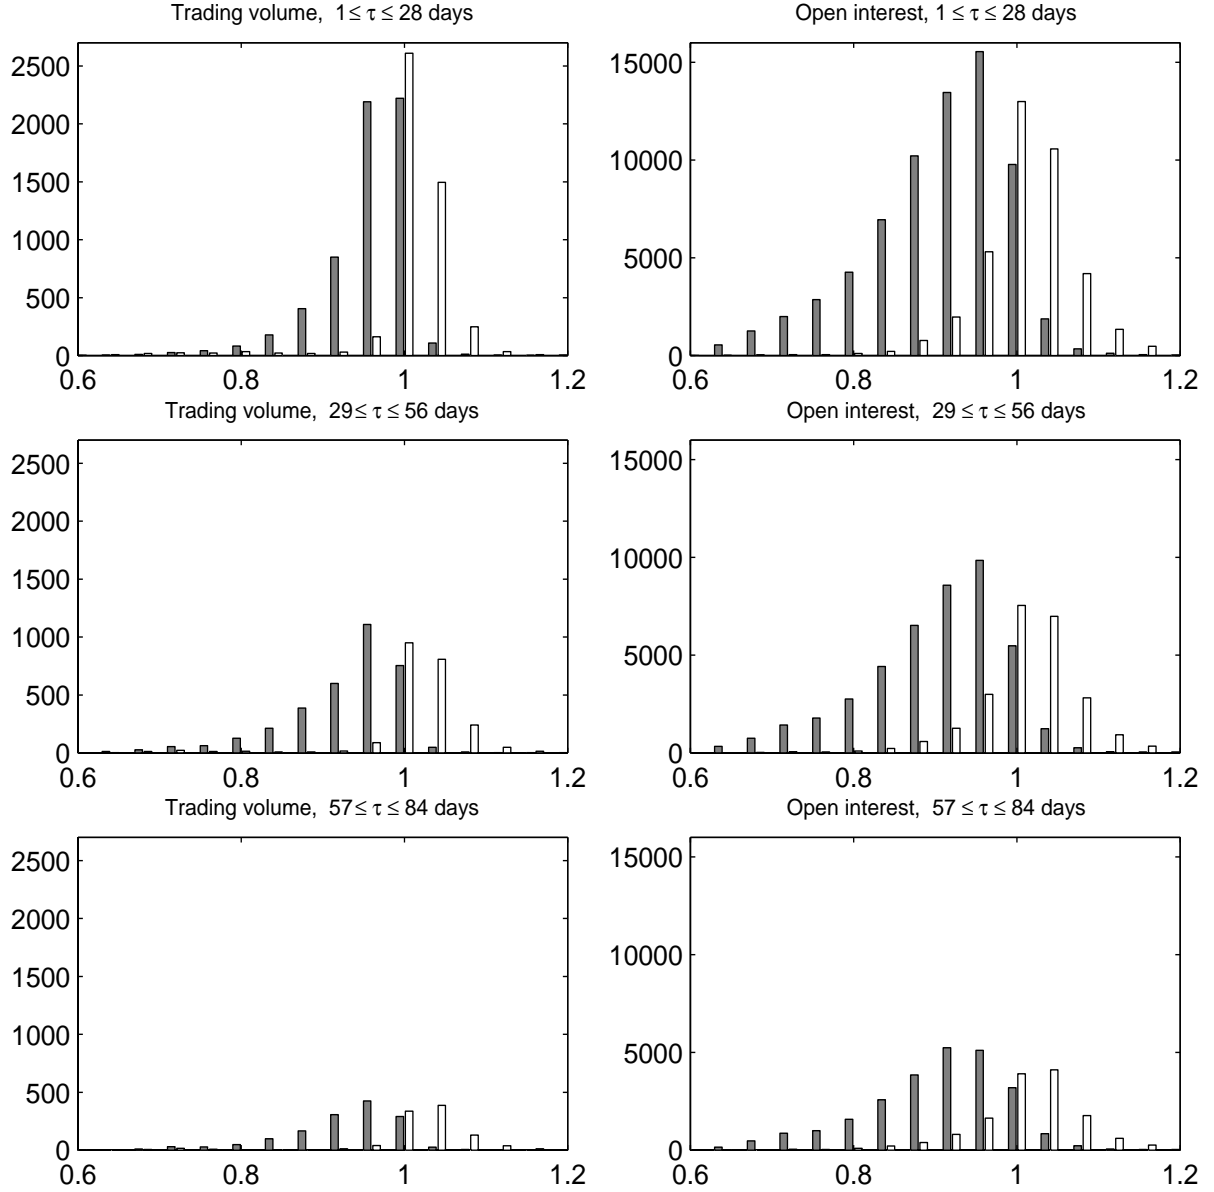 Trading volume, 1 ≤ τ ≤ 28 days
2500
2000
1500
1000
500
0
0.6 0.8 1 1.2
Open interest, 1 ≤ τ ≤ 28 days
15000
10000
5000
0
0.6 0.8 1 1.2
Trading volume, 29 ≤ τ ≤ 56 days
2500
2000
1500
1000
500
0
0.6 0.8 1 1.2
Open interest, 29 ≤ τ ≤ 56 days
15000
10000
5000
0
0.6 0.8 1 1.2
Trading volume, 57 ≤ τ ≤ 84 days
2500
2000
1500
1000
500
0
0.6 0.8 1 1.2
Open interest, 57 ≤ τ ≤ 84 days
15000
10000
5000
0
0.6 0.8 1 1.2